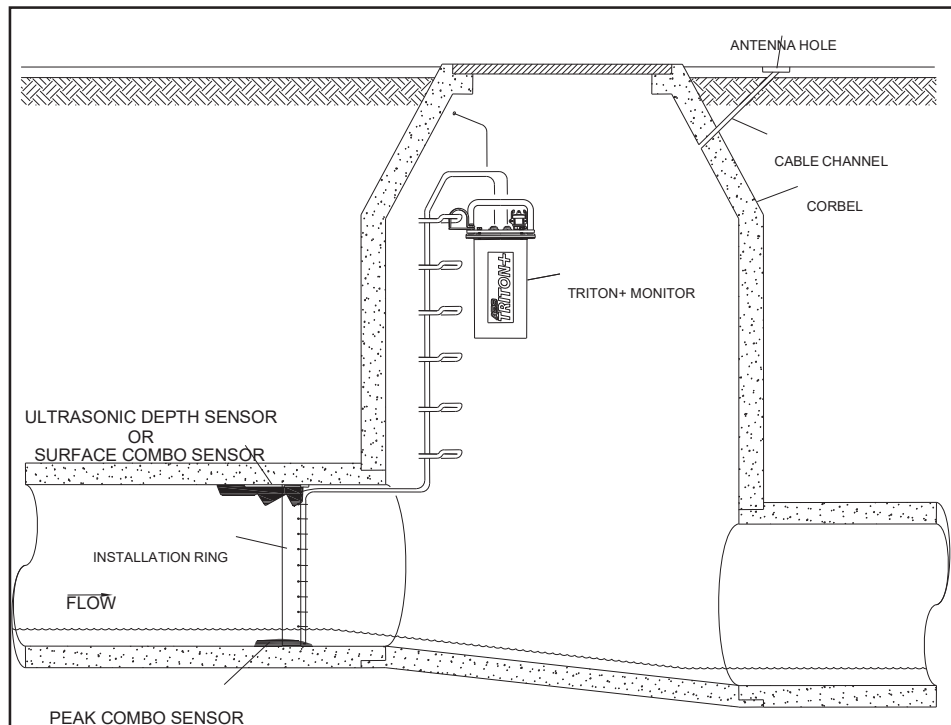 ANTENNA HOLE
CABLE CHANNEL
CORBEL
TRITON+ MONITOR
ADS TRITON+
ULTRASONIC DEPTH SENSOR
OR
SURFACE COMBO SENSOR
INSTALLATION RING
FLOW
PEAK COMBO SENSOR